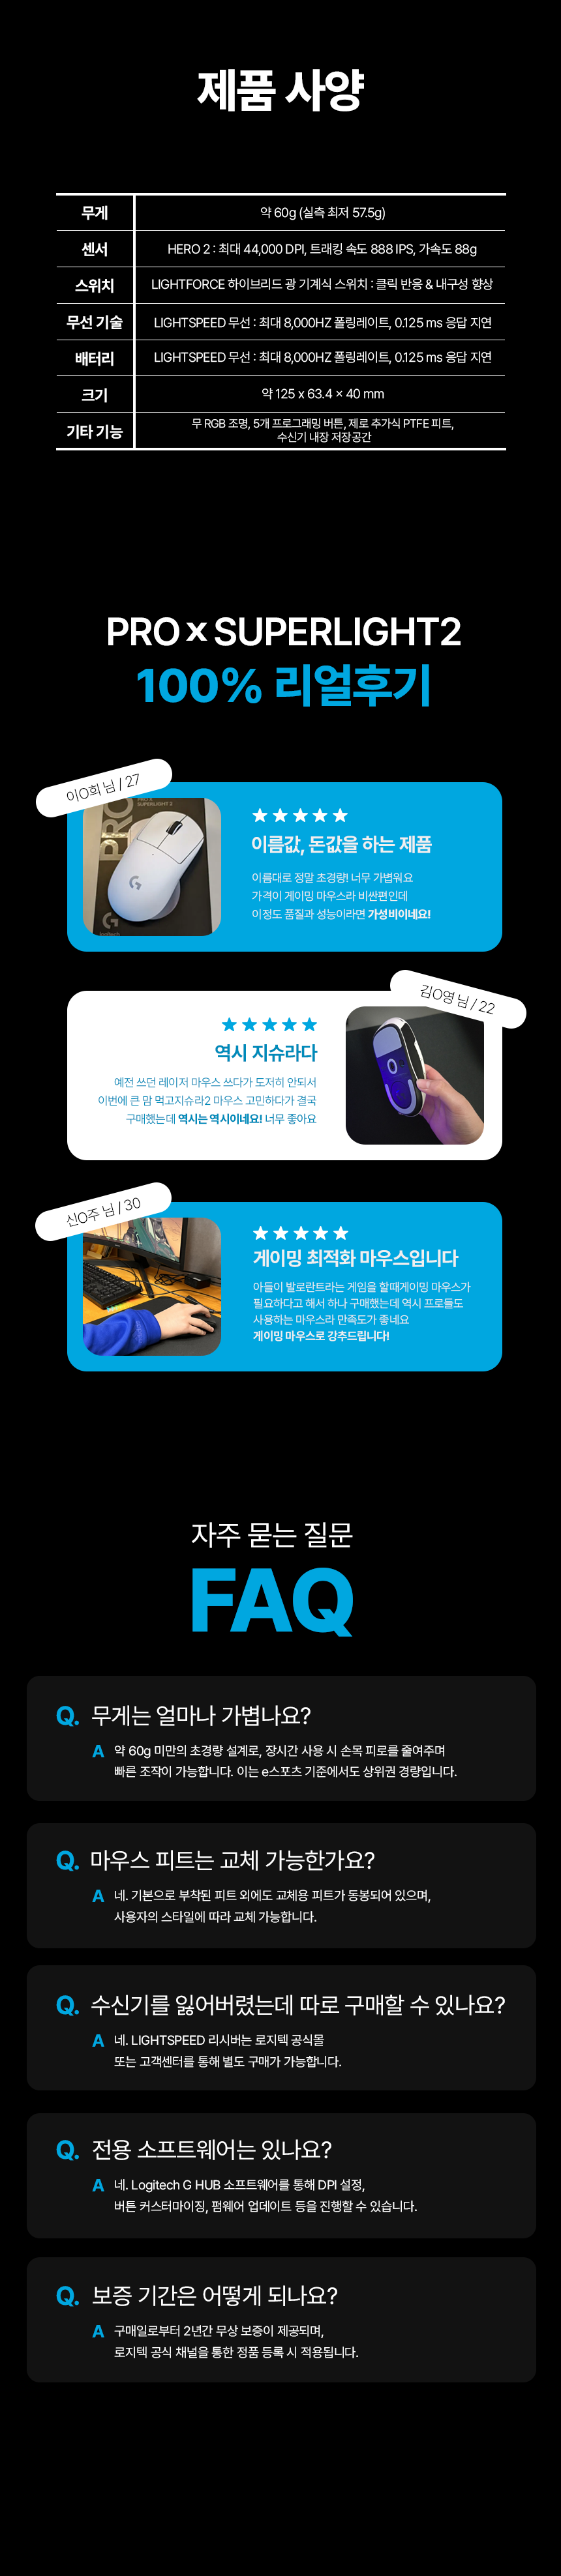 제품 사양
무게
약 60g (실측 최저 57.5g)
센서
HERO 2 : 최대 44,000 DPI, 트래킹 속도 888 IPS, 가속도 88g
스위치
LIGHTFORCE 하이브리드 광 기계식 스위치 : 클릭 반응 & 내구성 향상
무선 기술
LIGHTSPEED 무선 : 최대 8,000HZ 폴링레이트, 0.125 ms 응답 지연
배터리
LIGHTSPEED 무선 : 최대 8,000HZ 폴링레이트, 0.125 ms 응답 지연
크기
약 125 x 63.4 × 40 mm
기타 기능
무 RGB 조명, 5개 프로그래밍 버튼, 제로 추가식 PTFE 피트,
수신기 내장 저장공간
PRO x SUPERLIGHT2
100% 리얼후기
이O희 님 / 27
PRO X
SUPERLIGHT 2
PRO
G
G
logitech
★★★★★
이름값, 돈값을 하는 제품
이름대로 정말 초경량! 너무 가볍워요
가격이 게이밍 마우스라 비싼편인데
이정도 품질과 성능이라면 가성비이네요!
김O영 님 / 22
★★★★★
역시 지슈라다
예전 쓰던 레이저 마우스 쓰다가 도저히 안되서
이번에 큰 맘 먹고지슈라2 마우스 고민하다가 결국
구매했는데 역시는 역시이네요! 너무 좋아요
신O주 님 / 30
★★★★★
게이밍 최적화 마우스입니다
아들이 발로란트라는 게임을 할때게이밍 마우스가
필요하다고 해서 하나 구매했는데 역시 프로들도
사용하는 마우스라 만족도가 좋네요
게이밍 마우스로 강추드립니다!
자주 묻는 질문
FAQ
Q. 무게는 얼마나 가볍나요?
A 약 60g 미만의 초경량 설계로, 장시간 사용 시 손목 피로를 줄여주며
빠른 조작이 가능합니다. 이는 e스포츠 기준에서도 상위권 경량입니다.
Q. 마우스 피트는 교체 가능한가요?
A 네. 기본으로 부착된 피트 외에도 교체용 피트가 동봉되어 있으며,
사용자의 스타일에 따라 교체 가능합니다.
Q. 수신기를 잃어버렸는데 따로 구매할 수 있나요?
A 네. LIGHTSPEED 리시버는 로지텍 공식몰
또는 고객센터를 통해 별도 구매가 가능합니다.
Q. 전용 소프트웨어는 있나요?
A 네. Logitech G HUB 소프트웨어를 통해 DPI 설정,
버튼 커스터마이징, 펌웨어 업데이트 등을 진행할 수 있습니다.
Q. 보증 기간은 어떻게 되나요?
A 구매일로부터 2년간 무상 보증이 제공되며,
로지텍 공식 채널을 통한 정품 등록 시 적용됩니다.